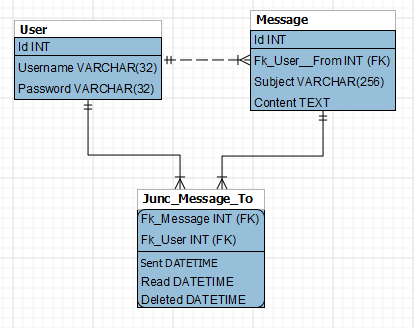 User
Id INT
Username VARCHAR(32)
Password VARCHAR(32)
Message
Id INT
Fk_User__From INT (FK)
Subject VARCHAR(256)
Content TEXT
Junc_Message_To
Fk_Message INT (FK)
Fk_User INT (FK)
Sent DATETIME
Read DATETIME
Deleted DATETIME